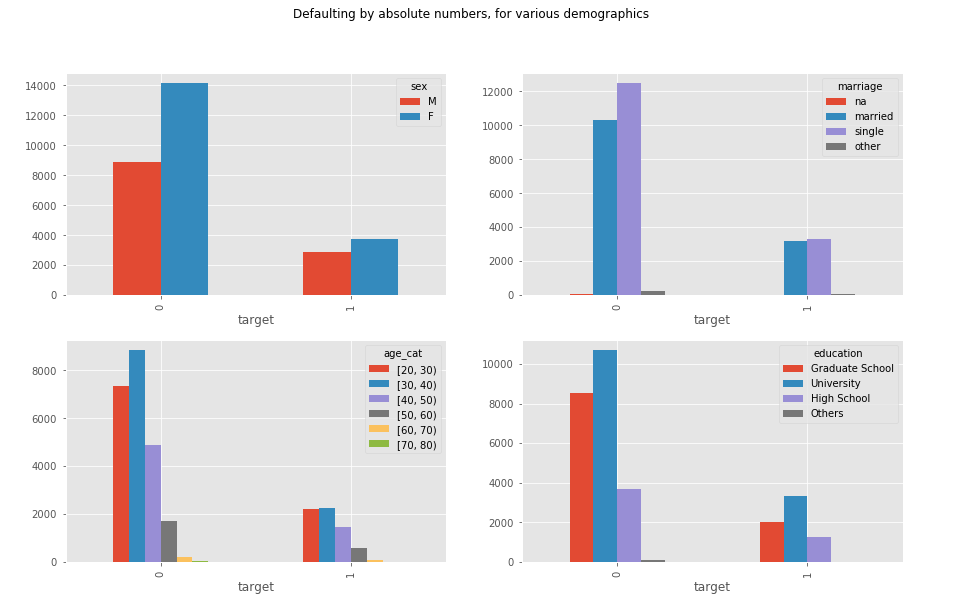 Defaulting by absolute numbers, for various demographics
14000
12000
10000
8000
6000
4000
2000
0
sex
M
F
0
1
target
12000
10000
8000
6000
4000
2000
0
marriage
na
married
single
other
0
1
target
8000
6000
4000
2000
0
age_cat
[20, 30)
[30, 40)
[40, 50)
[50, 60)
[60, 70)
[70, 80)
0
1
target
10000
8000
6000
4000
2000
0
education
Graduate School
University
High School
Others
0
1
target